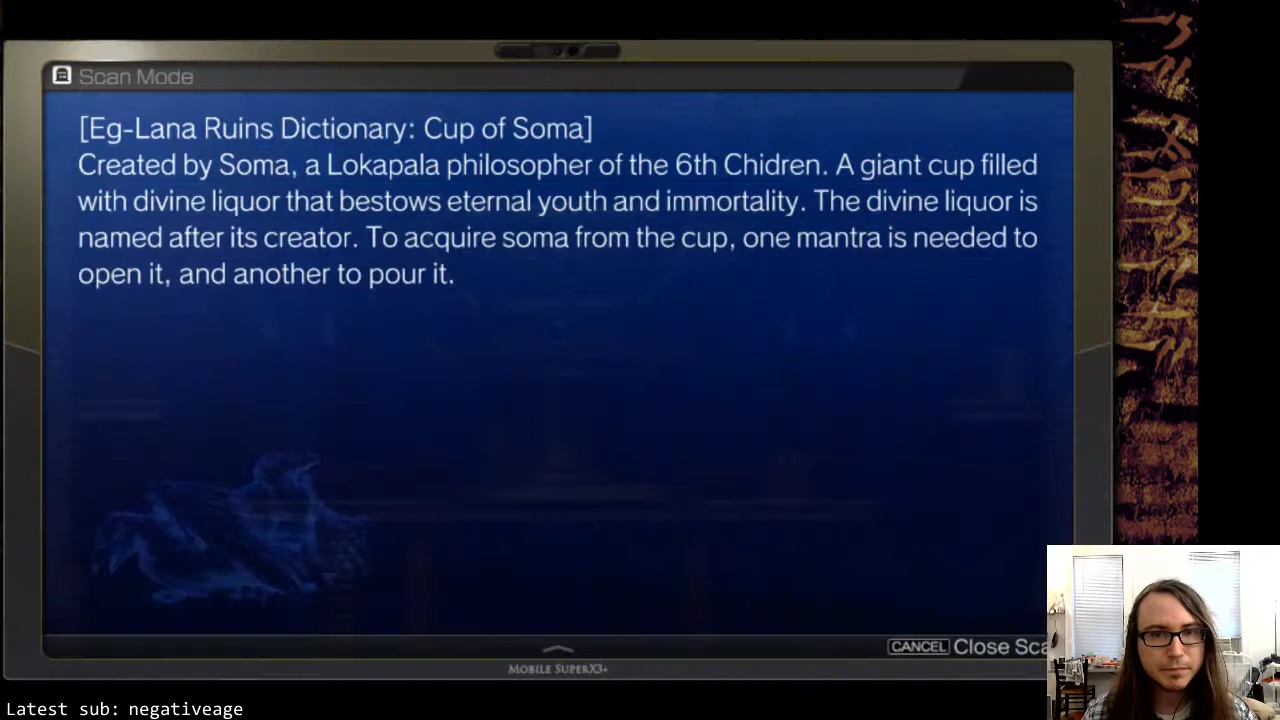 Scan Mode
[Eg-Lana Ruins Dictionary: Cup of Soma]
Created by Soma, a Lokapala philosopher of the 6th Chidren. A giant cup filled
with divine liquor that bestows eternal youth and immortality. The divine liquor is
named after its creator. To acquire soma from the cup, one mantra is needed to
open it, and another to pour it.
CANCEL Close Sca
MOBILE SUPERX3+
Latest sub: negativeage